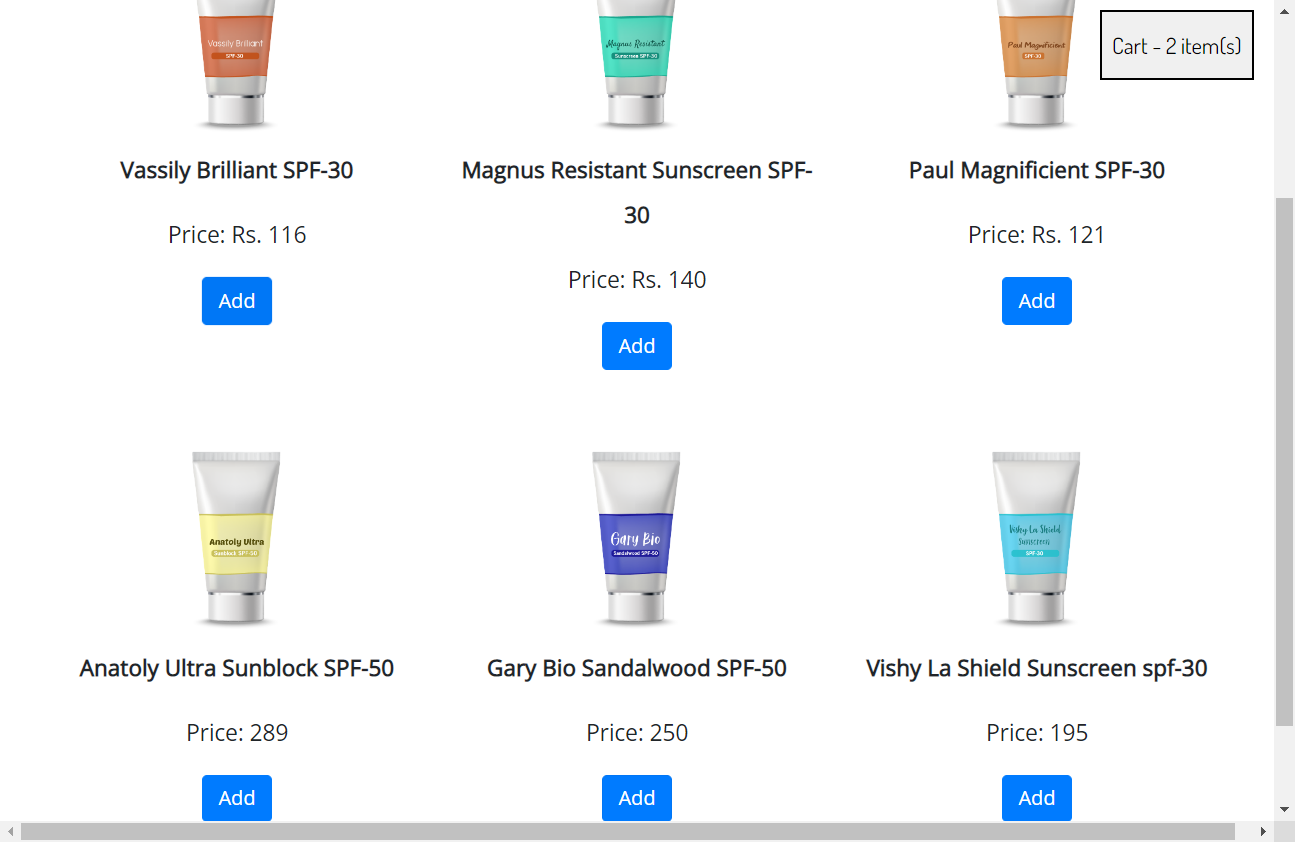 Vassily Brilliant
SPF-30
Magnus Resistant
Sunscreen SPF-30
Paul Magnificient
SPF-30
Cart - 2 item(s)
Vassily Brilliant SPF-30
Magnus Resistant Sunscreen SPF-
30
Paul Magnificient SPF-30
Price: Rs. 116
Price: Rs. 140
Price: Rs. 121
Add
Add
Add
Anatoly Ultra
Sunblock SPF-50
Gary Bio
Sandalwood SPF-50
Vishy La Shield
Sunscreen
SPF-30
Anatoly Ultra Sunblock SPF-50
Gary Bio Sandalwood SPF-50
Vishy La Shield Sunscreen spf-30
Price: 289
Price: 250
Price: 195
Add
Add
Add